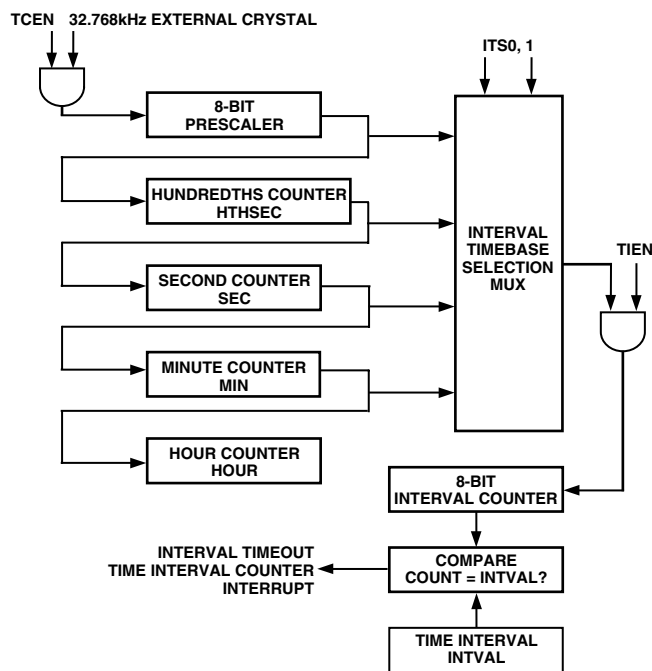 TCEN 32.768kHz EXTERNAL CRYSTAL
ITS0, 1
8-BIT
PRESCALER
HUNDREDTHS COUNTER
HTHSEC
INTERVAL
TIMEBASE
SELECTION
MUX
TIEN
SECOND COUNTER
SEC
MINUTE COUNTER
MIN
HOUR COUNTER
HOUR
8-BIT
INTERVAL COUNTER
INTERVAL TIMEOUT
TIME INTERVAL COUNTER
INTERRUPT
COMPARE
COUNT = INTVAL?
TIME INTERVAL
INTVAL